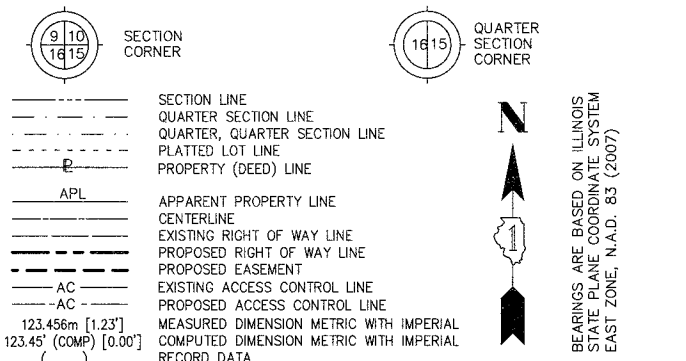 9 10
16 15
SECTION
CORNER
16 15
QUARTER
SECTION
CORNER
SECTION LINE
QUARTER SECTION LINE
QUARTER, QUARTER SECTION LINE
PLATTED LOT LINE
PROPERTY (DEED) LINE
APL APPARENT PROPERTY LINE
CENTERLINE
EXISTING RIGHT OF WAY LINE
PROPOSED RIGHT OF WAY LINE
PROPOSED EASEMENT
AC EXISTING ACCESS CONTROL LINE
AC PROPOSED ACCESS CONTROL LINE
123.456m [1.23'] MEASURED DIMENSION METRIC WITH IMPERIAL
123.45' (COMP) [0.00'] COMPUTED DIMENSION METRIC WITH IMPERIAL
( ) RECORD DATA
N
1
BEARINGS ARE BASED ON ILLINOIS
STATE PLANE COORDINATE SYSTEM
EAST ZONE, N.A.D. 83 (2007)